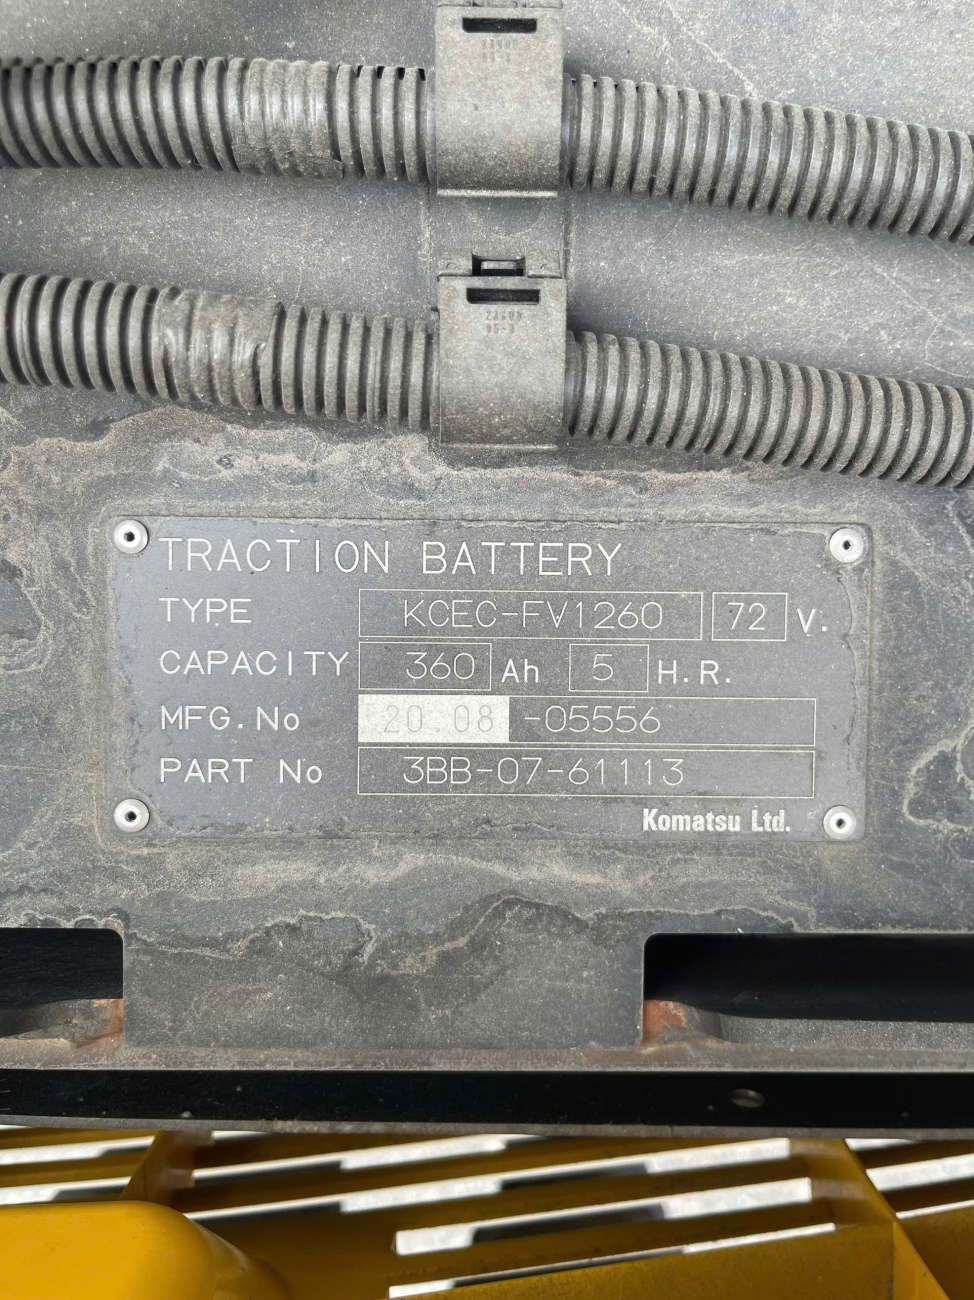 TRACTION BATTERY
TYPE KCEC-FV1260 72 V.
CAPACITY 360 Ah 5 H.R.
MFG.No 20.08 -05556
PART No 3BB-07-61113
Komatsu Ltd.